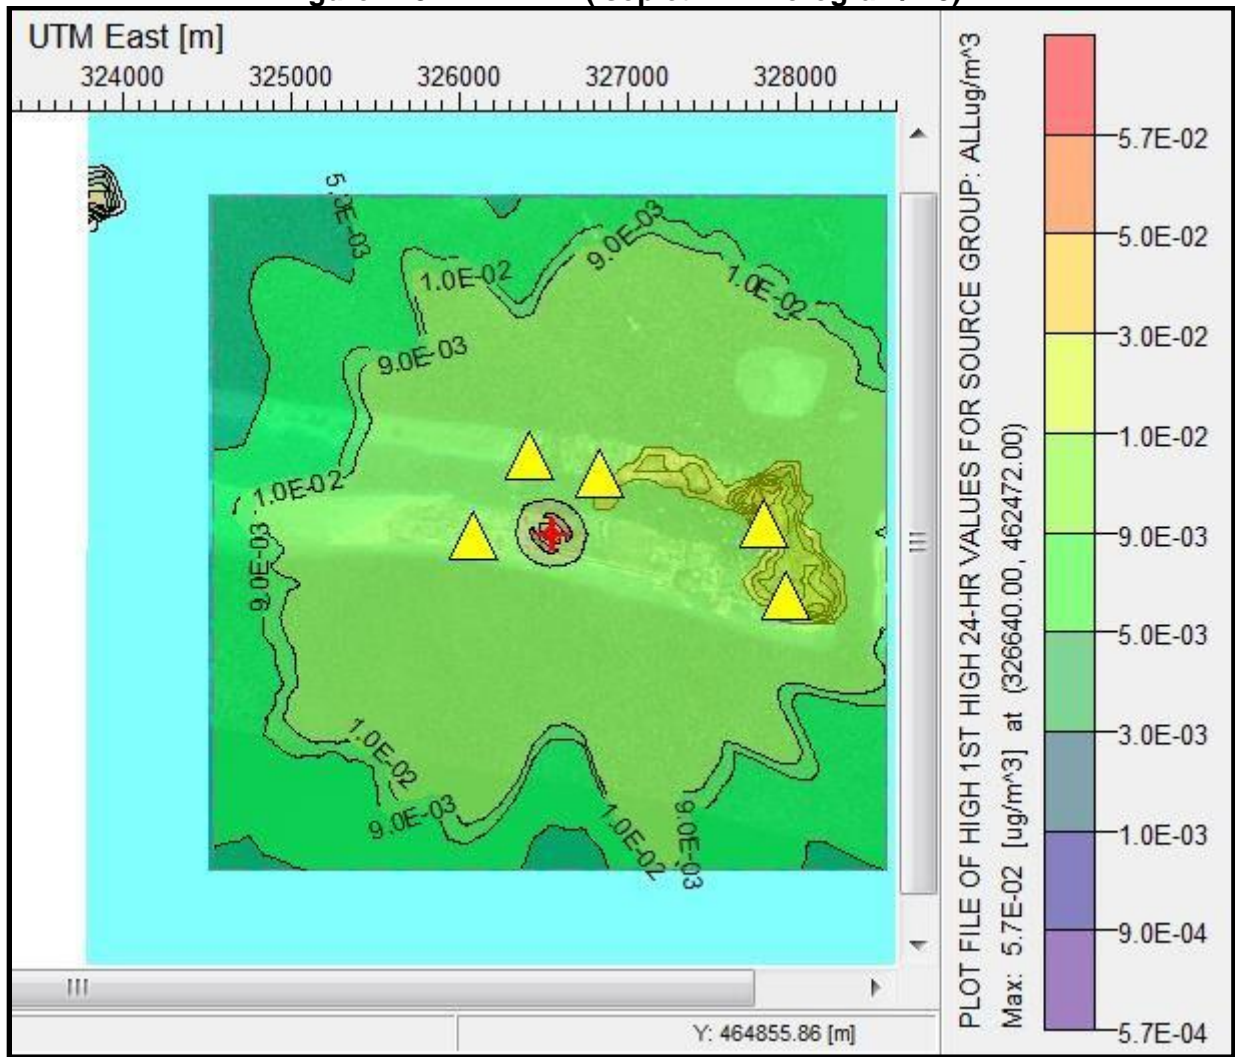 UTM East [m]
324000 325000 326000 327000 328000
5.0E-03
9.0E-03
1.0E-02
1.0E-02
9.0E-03
1.0E-02
9.0E-03
1.0E-02
9.0E-03
1.0E-02
9.0E-03
Y: 464855.86 [m]
PLOT FILE OF HIGH 1ST HIGH 24-HR VALUES FOR SOURCE GROUP: ALLug/m^3
Max: 5.7E-02 [ug/m^3] at (326640.00, 462472.00)
5.7E-02
5.0E-02
3.0E-02
1.0E-02
9.0E-03
5.0E-03
3.0E-03
1.0E-03
9.0E-04
5.7E-04